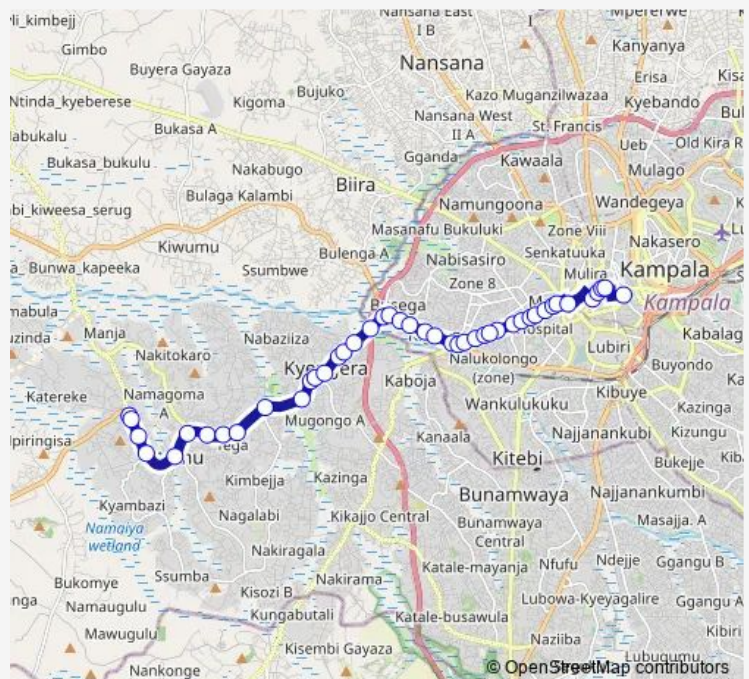 Nansana East
I B
I
Gimbo
Kanyanya
Buyera Gayaza
Nansana
Erisa
Bujuko
Kazo Muganzilwazaa
Ntinda_kyeberese
Kigoma
Kyebando
Nansana West
II A
St. Francis
Bukasa A
Ueb
Old Kira R
Gganda
Kawaala
Bukasa_bukulu
Nakabugo
Mulago
Biira
Bulaga Kalambi
Namungoona
Wandegeya
Masanafu Bukuluki
Zone Viii
Kiwumu
Bulenga A
Nakasero
Nabisasiro
Senkatuuka
Bunwa_kapeeka
Ssumbwe
Zone 8
Mulira
Kampala
Kampala
Manja
Nabaziiza
Lubiri
Kabalag
Nakitokaro
Nalukolongo
(zone)
Buyondo
Katereke
Namagoma
A
Kaboja
Kibuye
Wankulukuku
Kazinga
Mugongo A
Kanaala
Najjanankubi
Kizungu
Kitebi
Bukejje
Kimbejja
Kazinga
Bunamwaya
Najjanankumbi
Kyambazi
Nagalabi
Kikajjo Central
Masajja. A
Namaiya
wetland
Bunamwaya
Central
Nakiragala
Ndejje
Ggangu B
Ssumba
Nakirama
Katale-mayanja
Nfufu
Bukomye
Kisozi B
Lubowa-Kyeyagalire
Namaugulu
Kungabutali
Katale-busawula
Ggangu A
Mawugulu
Kibiri
Kisembi Gayaza
Naziiba
Nankonge
Lubugumu
© OpenStreetMap contributors